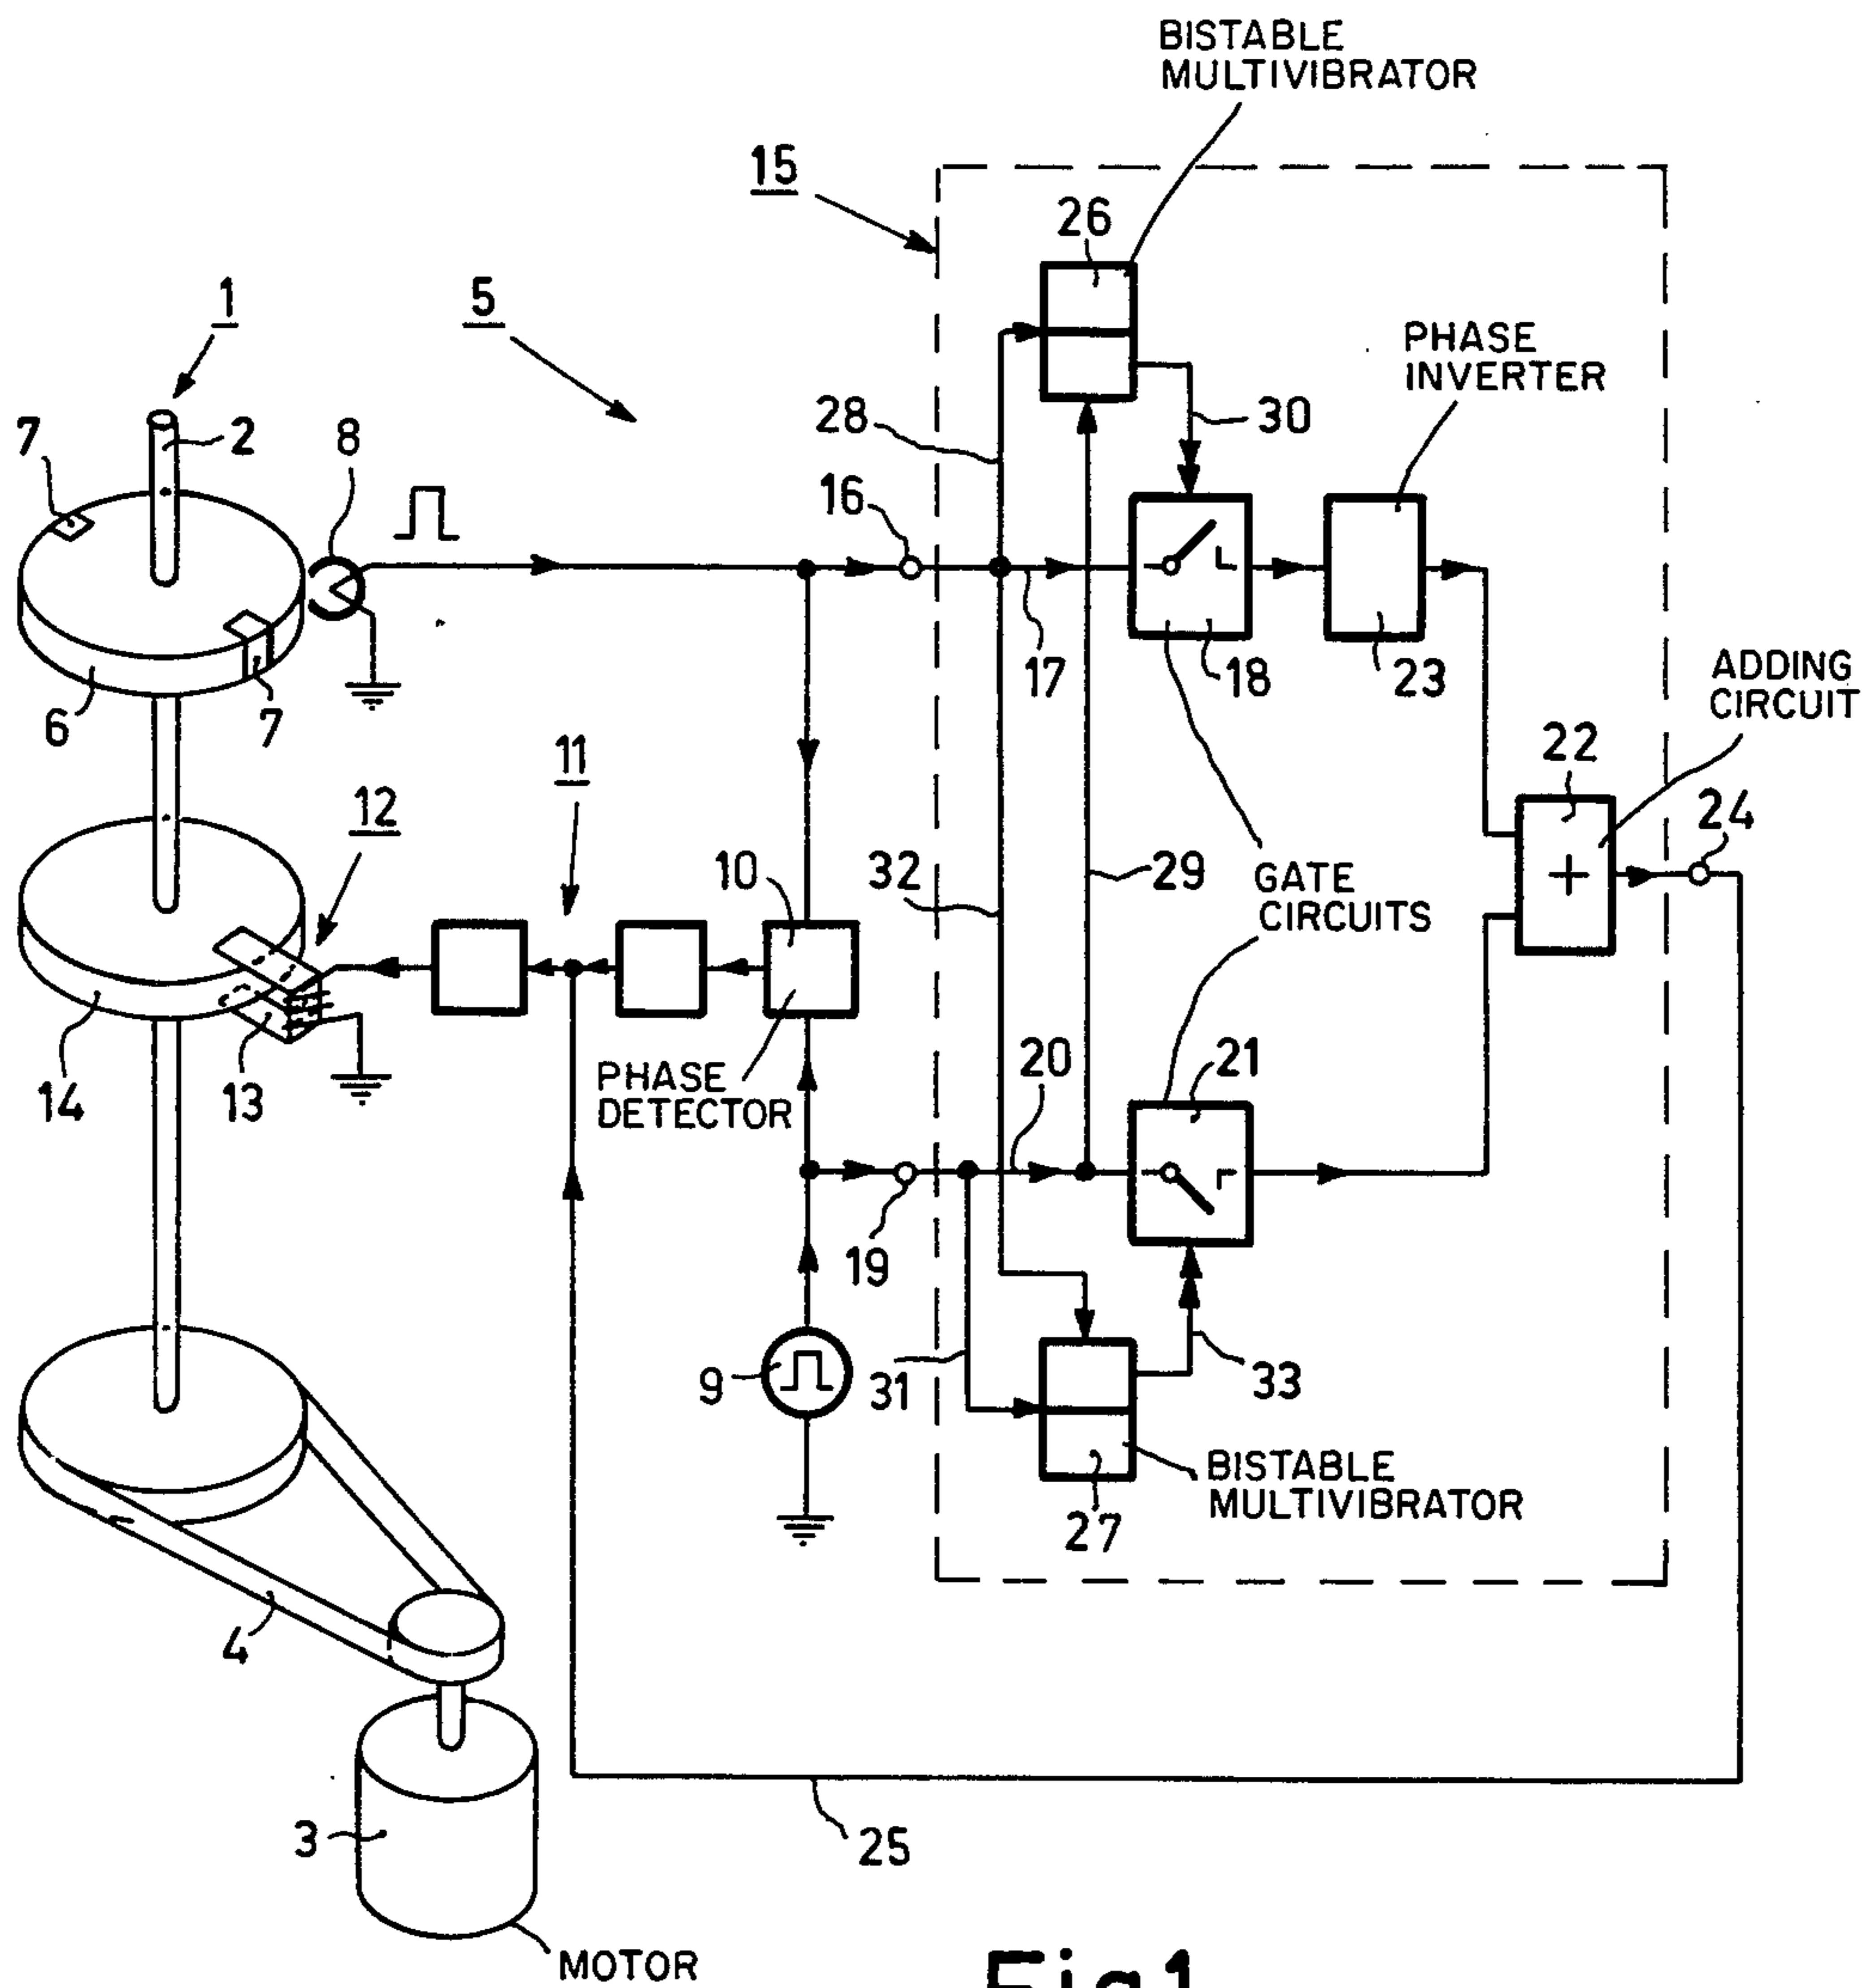 BISTABLE
MULTIVIBRATOR
15
26
1
5
PHASE
INVERTER
7
2
8
28
30
16
17
18
23
ADDING
CIRCUIT
6
7
11
22
12
24
10
32
29
GATE
CIRCUITS
20
21
14
13
PHASE
DETECTOR
19
9
31
33
BISTABLE
MULTIVIBRATOR
27
4
3
25
MOTOR
Fig1